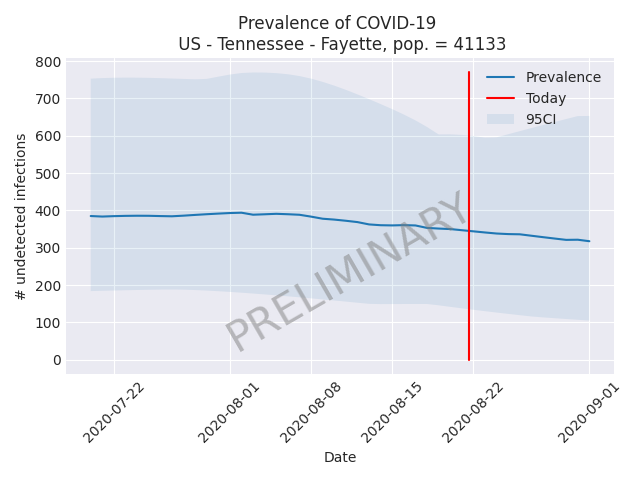 Prevalence of COVID-19
US - Tennessee - Fayette, pop. = 41133
# undetected infections
800
700
600
500
400
300
200
100
0
Prevalence
Today
95CI
PRELIMINARY
2020-07-22
2020-08-01
2020-08-08
2020-08-15
2020-08-22
2020-09-01
Date